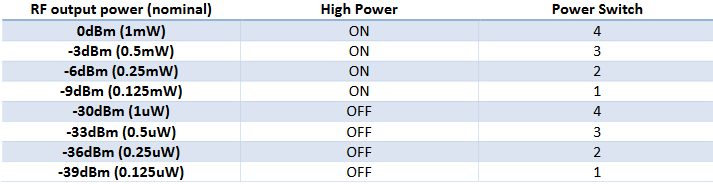 RF output power (nominal) High Power Power Switch
0dBm (1mW) ON 4
-3dBm (0.5mW) ON 3
-6dBm (0.25mW) ON 2
-9dBm (0.125mW) ON 1
-30dBm (1uW) OFF 4
-33dBm (0.5uW) OFF 3
-36dBm (0.25uW) OFF 2
-39dBm (0.125uW) OFF 1